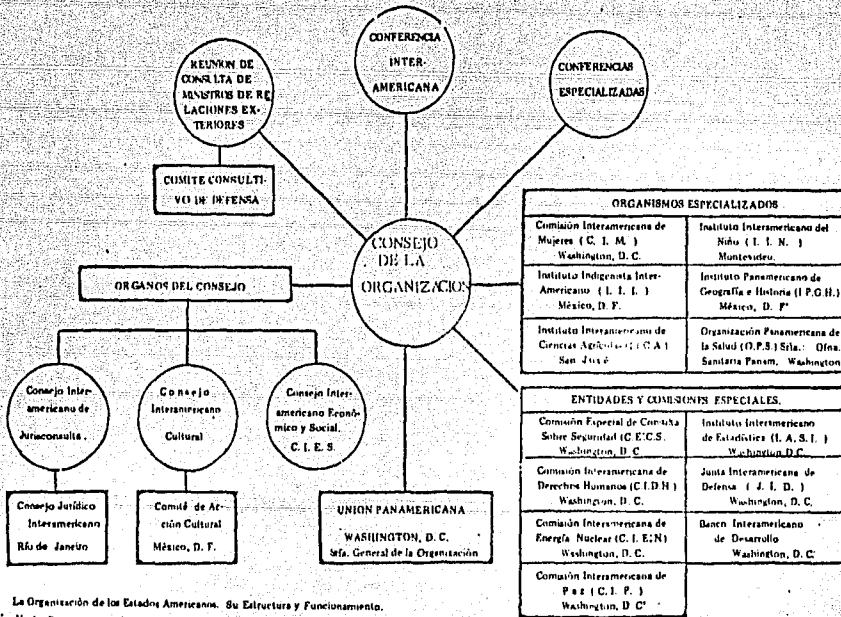 CONFERENCIA
INTER-
AMERICANA
REUNION DE
CONSULTA DE
MINISTROS DE RE
LACIONES EX-
TERIORES
CONFERENCIAS
ESPECIALIZADAS
COMITE CONSULTI-
VO DE DEFENSA
CONSEJO
DE LA
ORGANIZACION
ORGANOS DEL CONSEJO
Consejo Inter-
americano de
Jurisconsulta.
Consejo
Interamericano
Cultural
Consejo Inter-
americano Econó-
mico y Social.
C. I. E. S.
Consejo Jurídico
Interamericano
Río de Janeiro
Comité de Ac-
ción Cultural
México, D. F.
UNION PANAMERICANA
WASHINGTON, D. C.
Sría. General de la Organización
ORGANISMOS ESPECIALIZADOS
Comisión Interamericana de
Mujeres ( C. I. M. )
Washington, D. C.
Instituto Interamericano del
Niño ( I. I. N. )
Montevideo.
Instituto Indigenista Inter-
Americano ( I. I. I. )
México, D. F.
Instituto Panamericano de
Geografía e Historia (I P.G.H.)
México, D. F
Instituto Interamericano de
Ciencias Agrícolas
San José
Organización Panamericana de
la Salud (O.P.S.) Sria.: Ofna.
Sanitaria Panam. Washington
ENTIDADES Y COMISIONES ESPECIALES.
Comisión Especial de Consulta
Sobre Seguridad (C.E.C.S.
Washington, D. C.
Instituto Interamericano
de Estadística (I. A. S. I. )
Washington D.C.
Comisión Interamericana de
Derechos Humanos (C.I.D.H)
Washington, D. C.
Junta Interamericana de
Defensa ( J. I. D. )
Washington, D. C.
Comisión Interamericana de
Energía Nuclear (C. I. E. N)
Washington, D. C.
Banco Interamericano
de Desarrollo
Washington, D. C.
Comisión Interamericana de
Paz ( C. I. P. )
Washington, D C
La Organización de los Estados Americanos. Su Estructura y Funcionamiento.